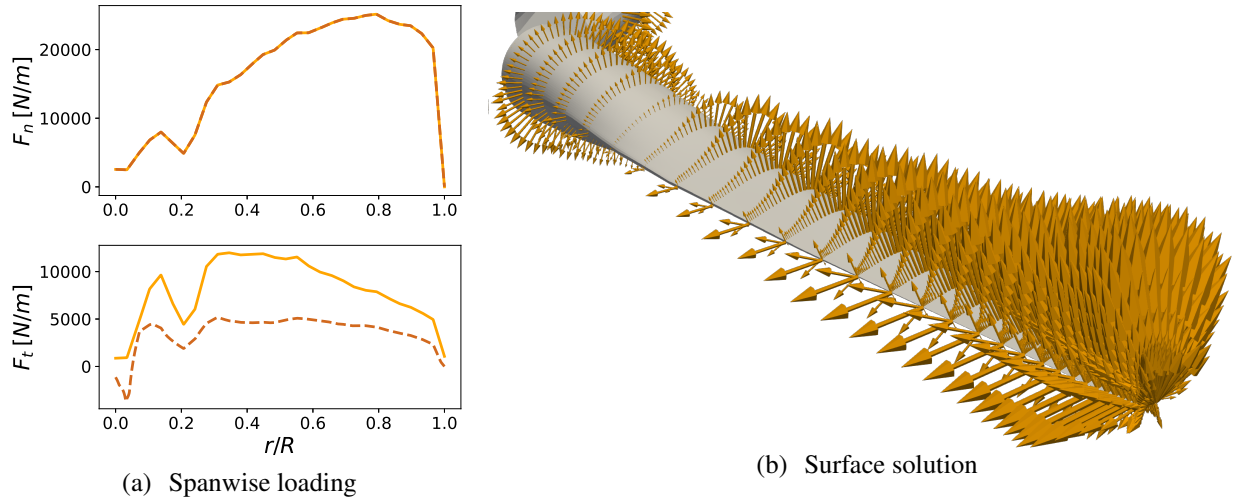 F_n [N/m]
20000
10000
0
0.0 0.2 0.4 0.6 0.8 1.0
F_t [N/m]
10000
5000
0
0.0 0.2 0.4 0.6 0.8 1.0
r/R
(a) Spanwise loading
(b) Surface solution